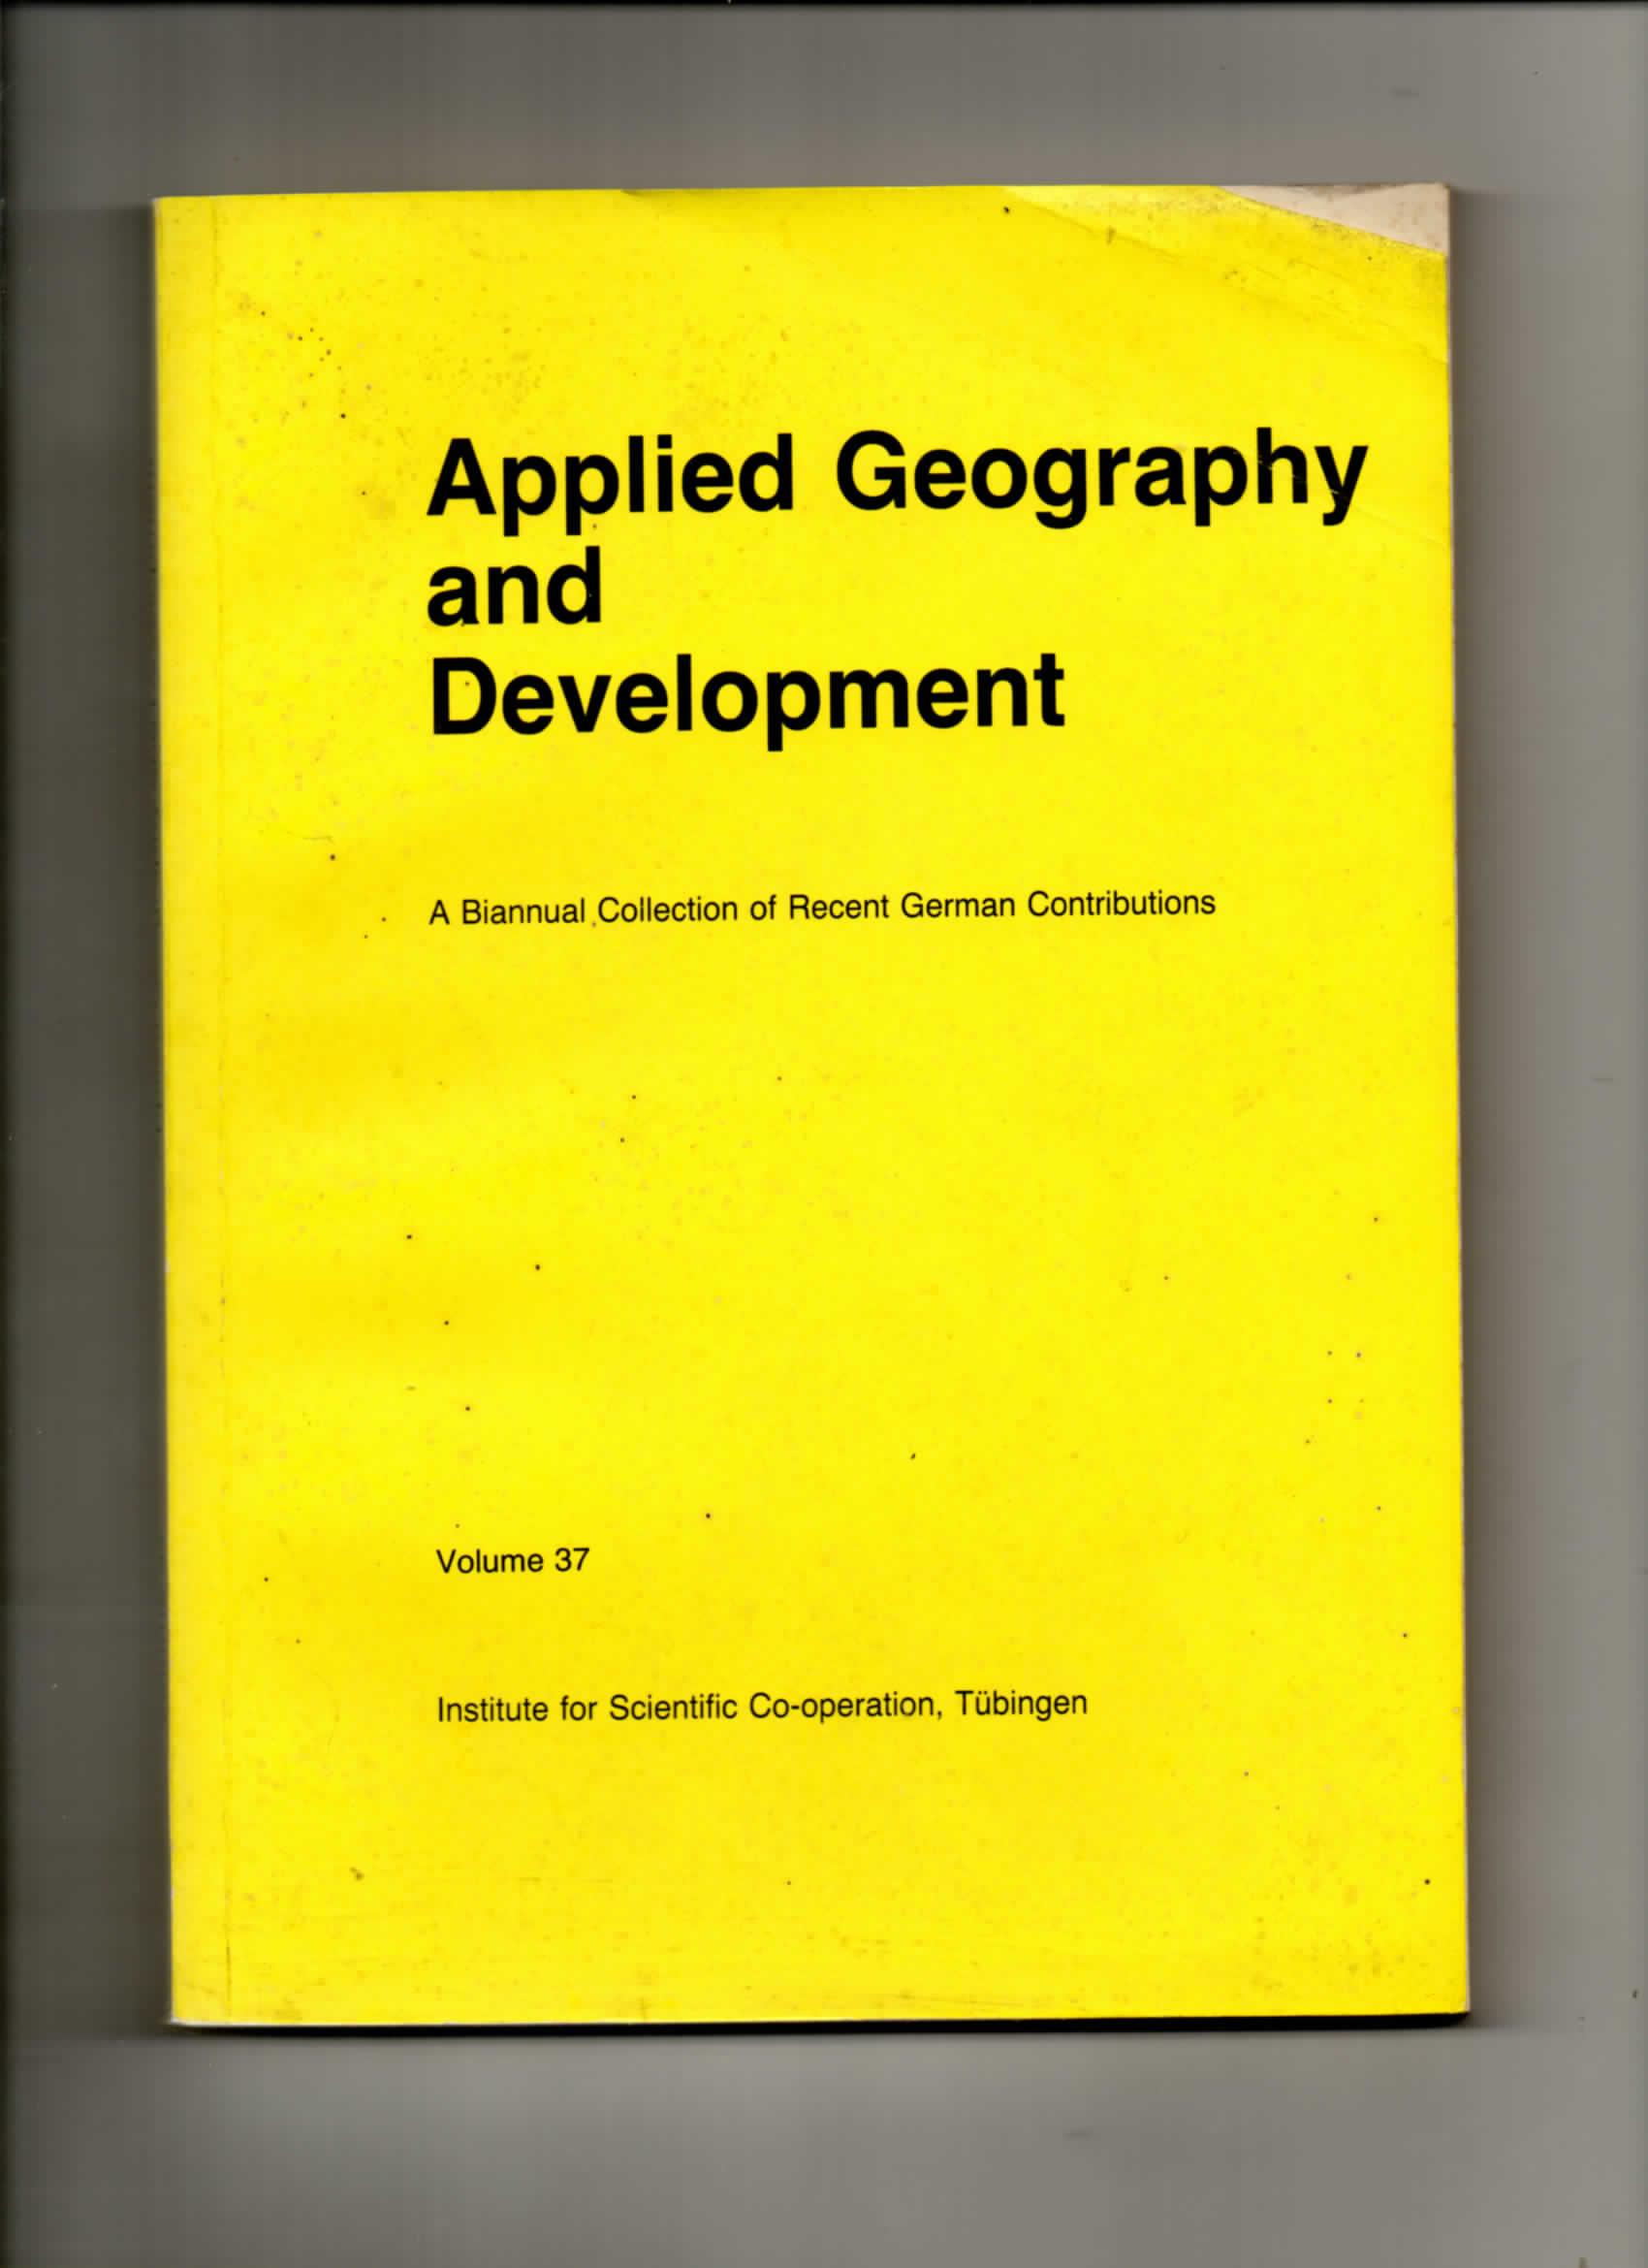 Applied Geography
and
Development
A Biannual Collection of Recent German Contributions
Volume 37
Institute for Scientific Co-operation, Tübingen